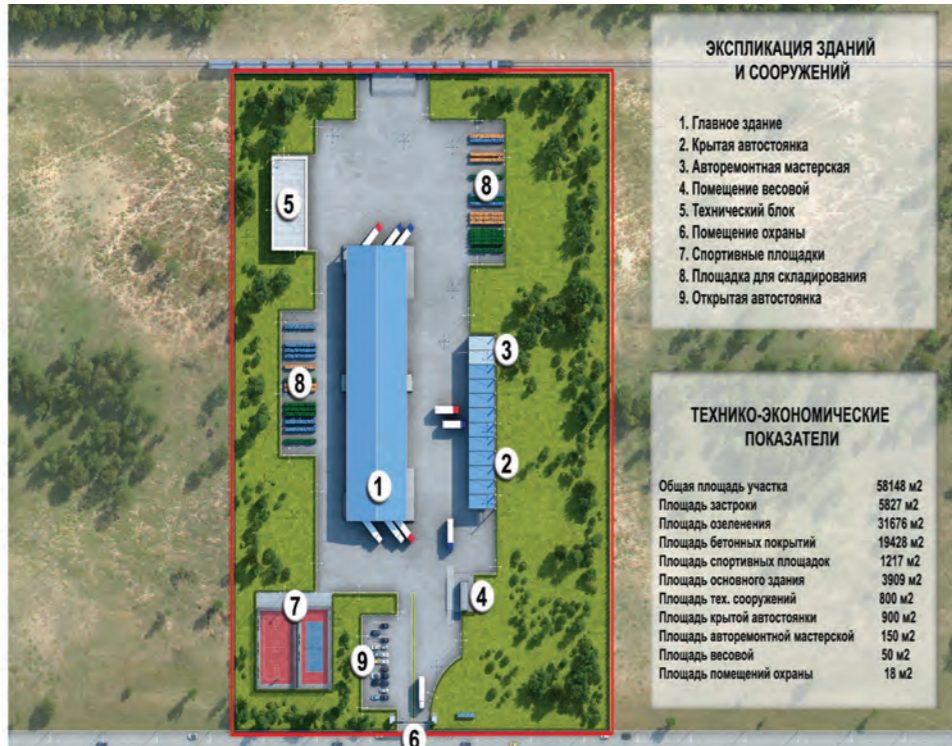 ЭКСПЛИКАЦИЯ ЗДАНИЙ
И СООРУЖЕНИЙ
1. Главное здание
2. Крытая автостоянка
3. Авторемонтная мастерская
4. Помещение весовой
5. Технический блок
6. Помещение охраны
7. Спортивные площадки
8. Площадка для складирования
9. Открытая автостоянка
8
5
3
8
2
1
7
4
9
6
ТЕХНИКО-ЭКОНОМИЧЕСКИЕ
ПОКАЗАТЕЛИ
Общая площадь участка 58148 м2
Площадь застроки 5827 м2
Площадь озеленения 31676 м2
Площадь бетонных покрытий 19428 м2
Площадь спортивных площадок 1217 м2
Площадь основного здания 3909 м2
Площадь тех. сооружений 800 м2
Площадь крытой автостоянки 900 м2
Площадь авторемонтной мастерской 150 м2
Площадь весовой 50 м2
Площадь помещений охраны 18 м2